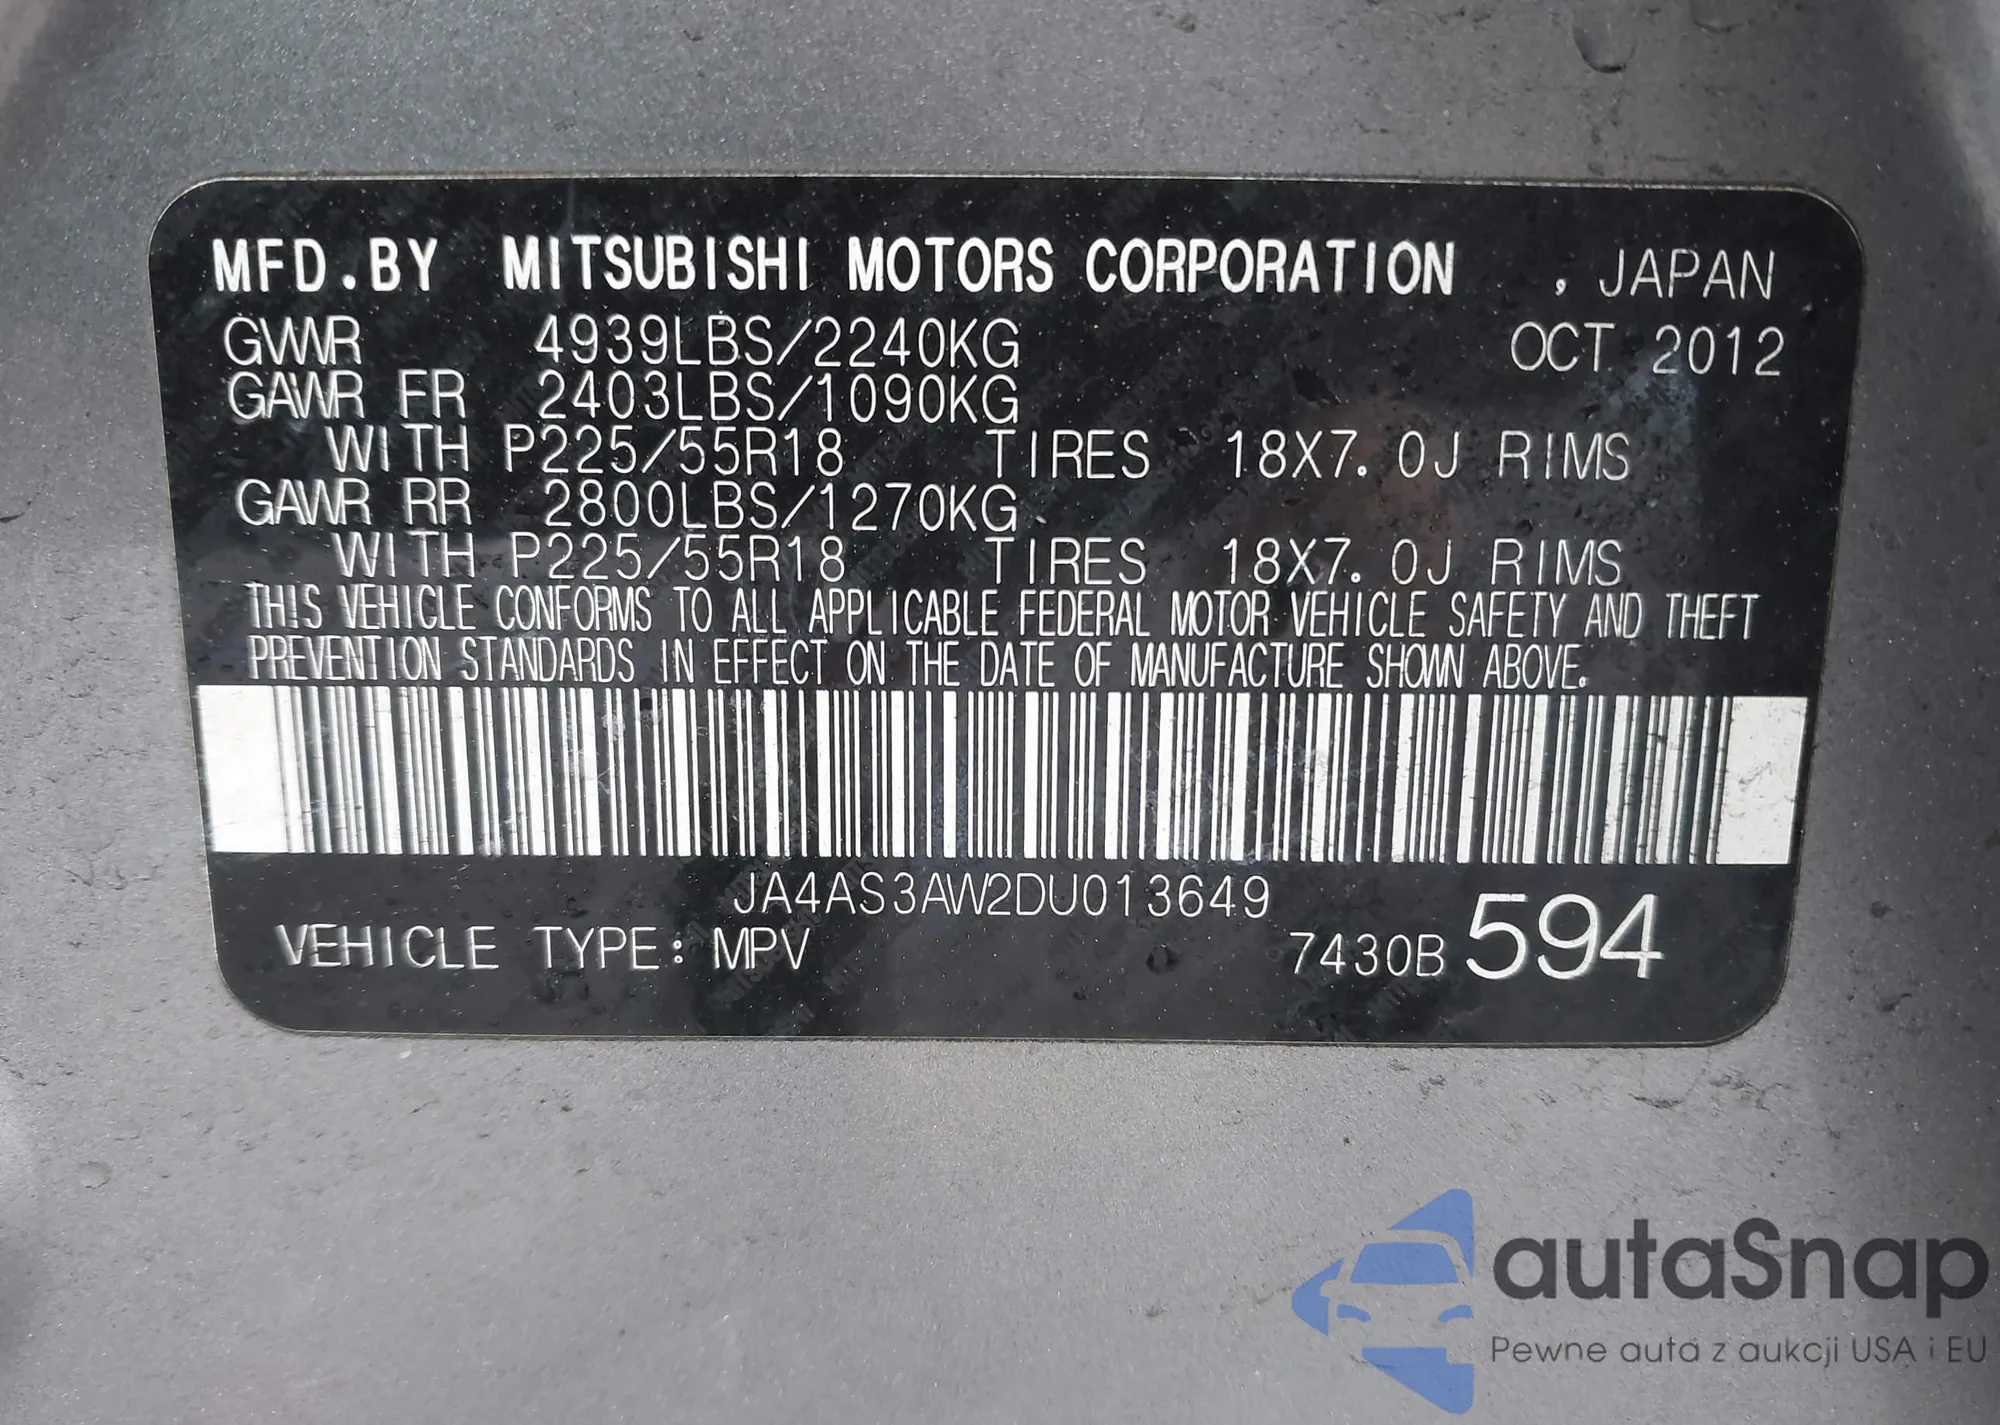 MFD.BY MITSUBISHI MOTORS CORPORATION , JAPAN
GVWR 4939LBS/2240KG OCT 2012
GAWR FR 2403LBS/1090KG
WITH P225/55R18 TIRES 18X7.0J RIMS
GAWR RR 2800LBS/1270KG
WITH P225/55R18 TIRES 18X7.0J RIMS
THIS VEHICLE CONFORMS TO ALL APPLICABLE FEDERAL MOTOR VEHICLE SAFETY AND THEFT
PREVENTION STANDARDS IN EFFECT ON THE DATE OF MANUFACTURE SHOWN ABOVE.
JA4AS3AW2DU013649
VEHICLE TYPE: MPV 7430B 594
autaSnap
Pewne auta z aukcji USA i EU